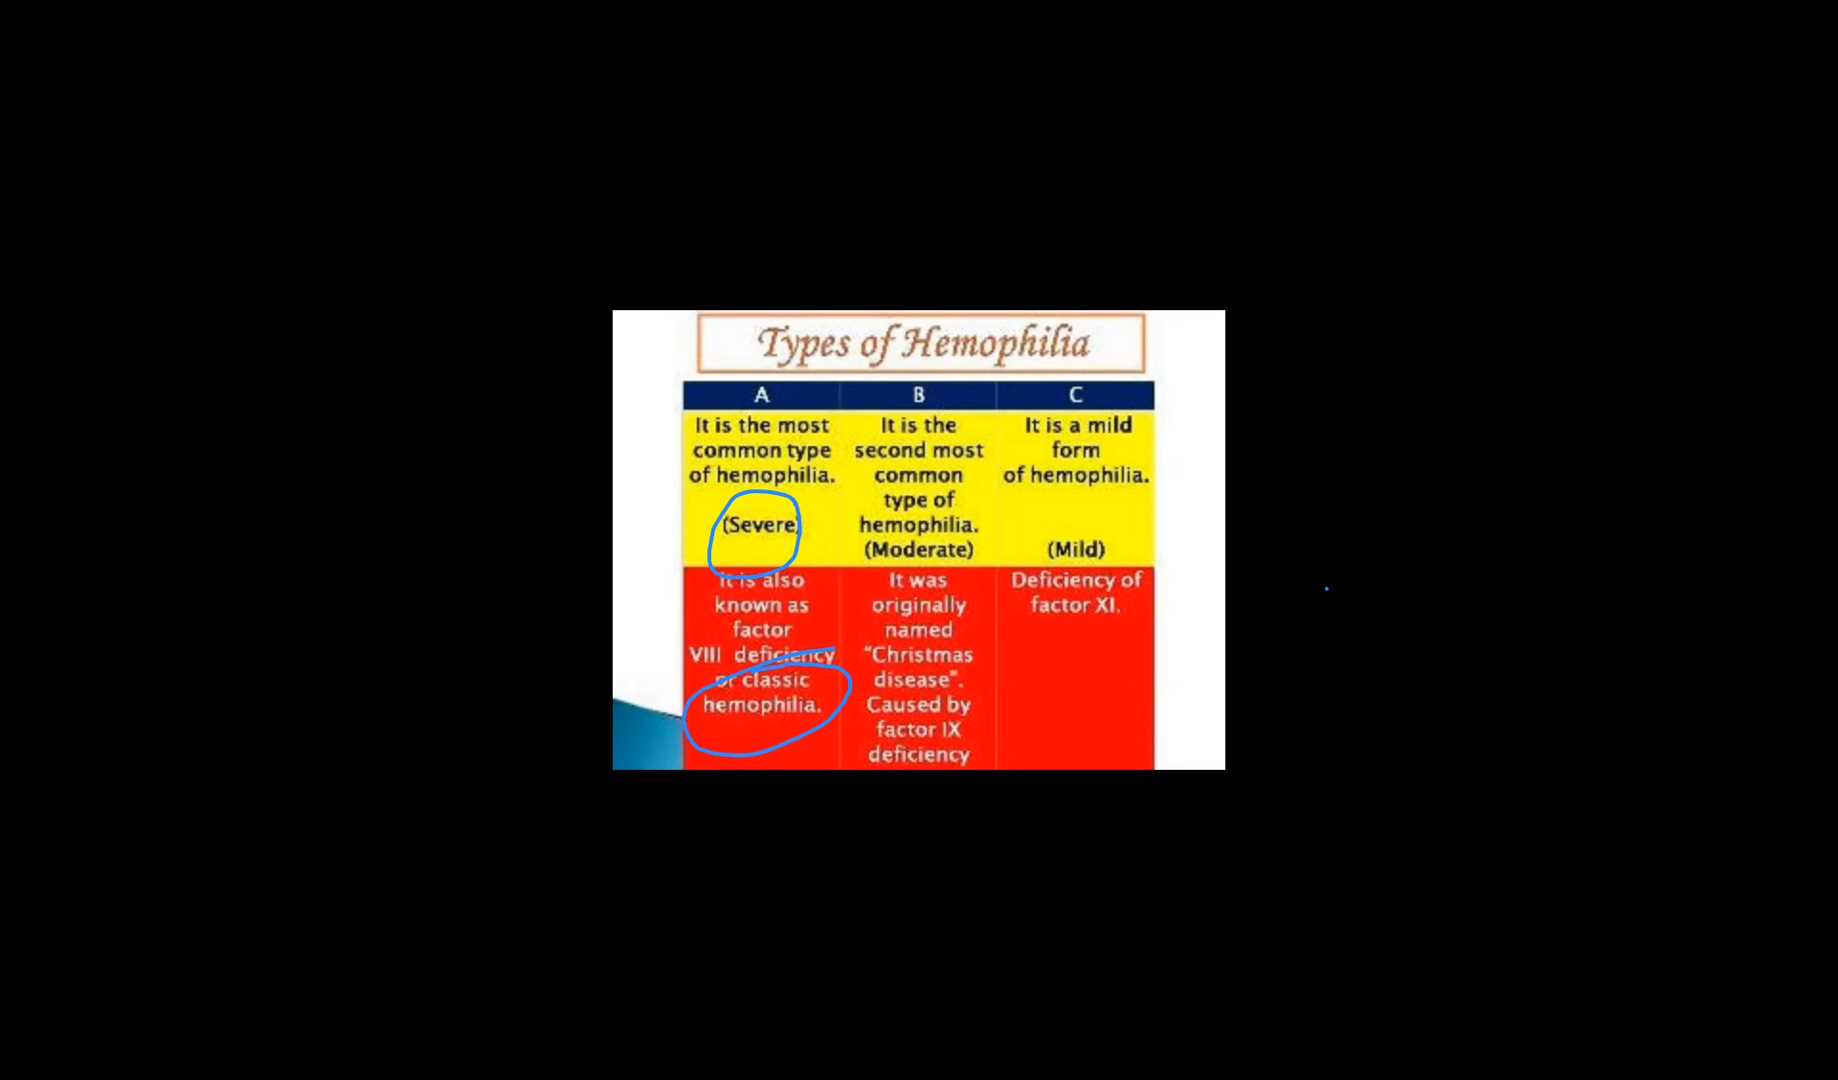 Types of Hemophilia
A
It is the most
common type
of hemophilia.
(Severe)
It is also
known as
factor
VIII deficiency
or classic
hemophilia.
B
It is the
second most
common
type of
hemophilia.
(Moderate)
It was
originally
named
“Christmas
disease”.
Caused by
factor IX
deficiency
C
It is a mild
form
of hemophilia.
(Mild)
Deficiency of
factor XI.